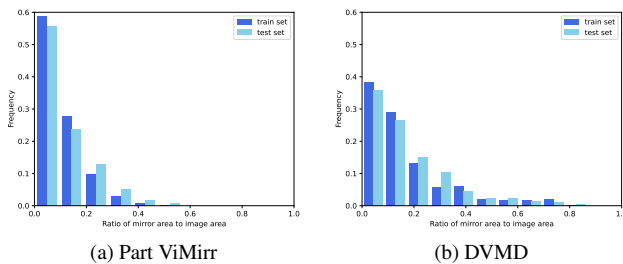 0.6
0.5
0.4
0.3
0.2
0.1
0.0
Frequency
train set
test set
0.0 0.2 0.4 0.6 0.8 1.0
Ratio of mirror area to image area
(a) Part ViMirr
0.6
0.5
0.4
0.3
0.2
0.1
0.0
Frequency
train set
test set
0.0 0.2 0.4 0.6 0.8 1.0
Ratio of mirror area to image area
(b) DVMD